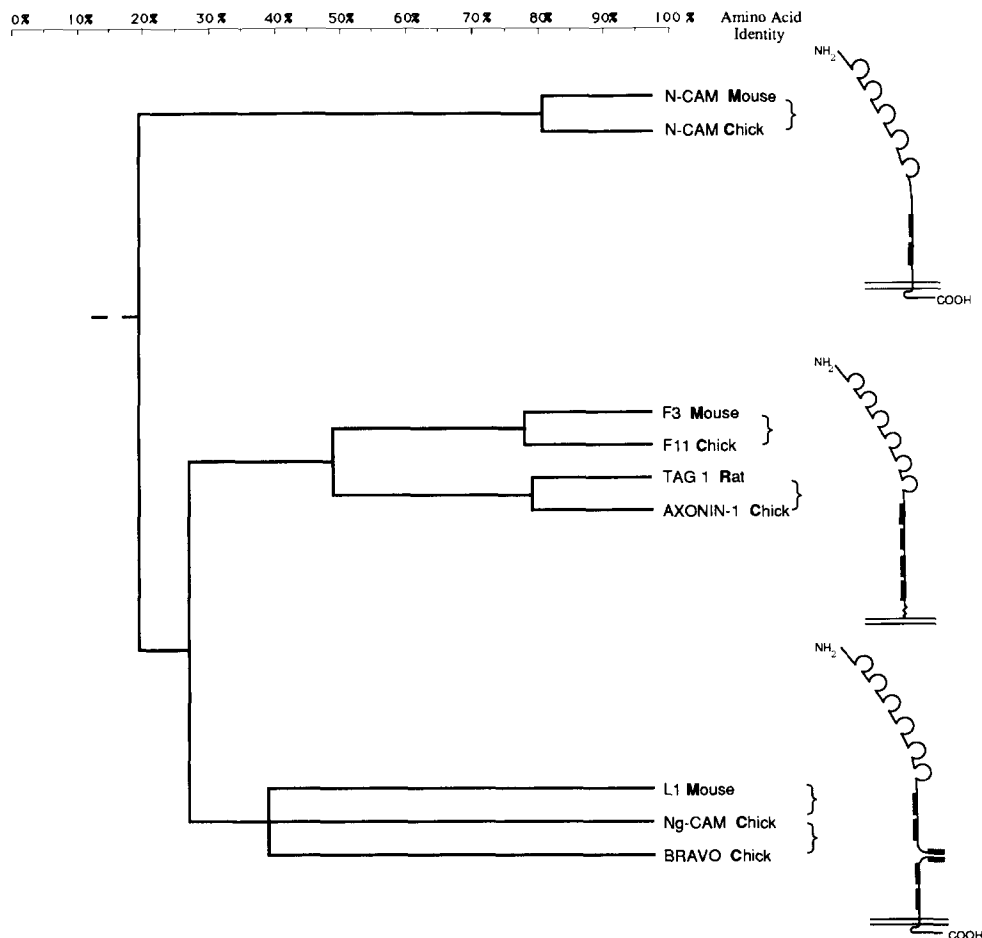 0% 10% 20% 30% 40% 50% 60% 70% 80% 90% 100 % Amino Acid
Identity
NH2
N-CAM Mouse
N-CAM Chick
COOH
NH2
F3 Mouse
F11 Chick
TAG 1 Rat
AXONIN-1 Chick
NH2
L1 Mouse
Ng-CAM Chick
BRAVO Chick
COOH